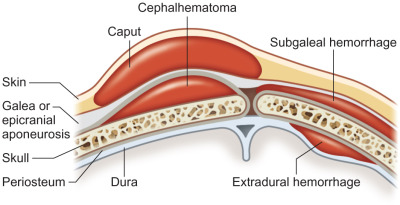 Cephalhematoma
Caput
Subgaleal hemorrhage
Skin
Galea or
epicranial
aponeurosis
Skull
Periosteum
Dura
Extradural hemorrhage